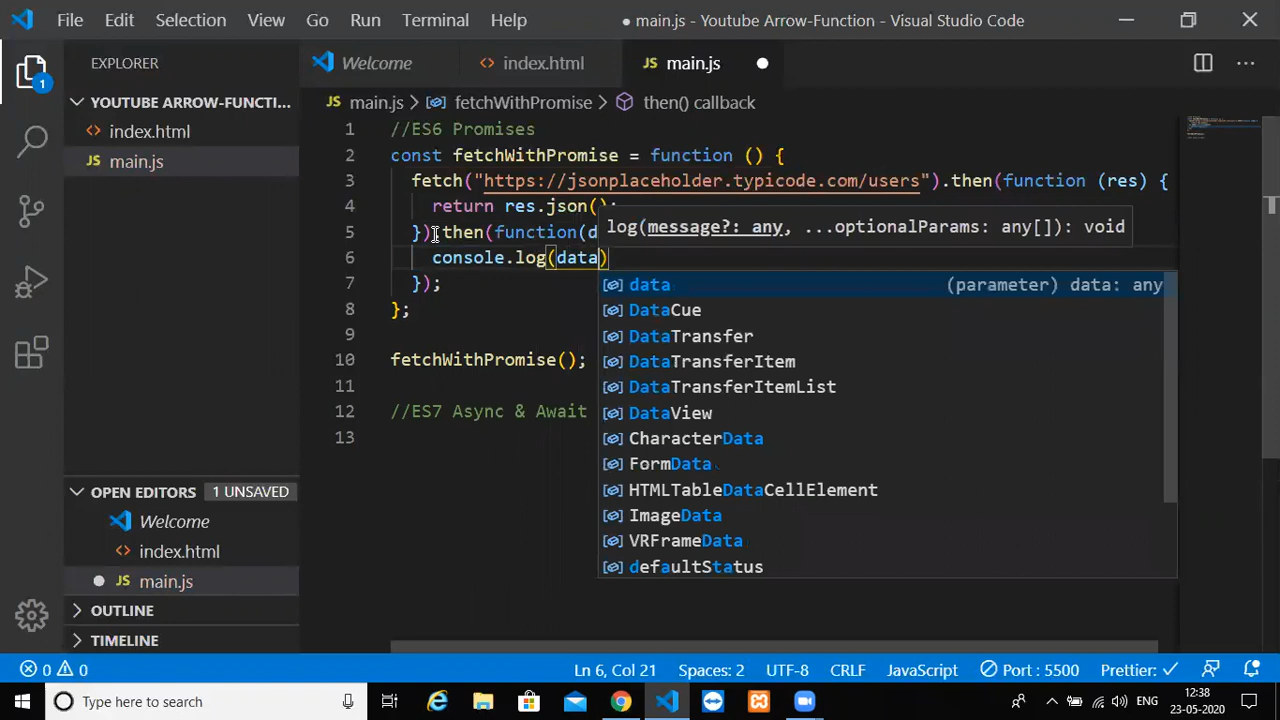 File Edit Selection View Go Run Terminal Help ● main.js - Youtube Arrow-Function - Visual Studio Code
EXPLORER
Welcome
<> index.html
JS main.js
1
YOUTUBE ARROW-FUNCTI...
<> index.html
JS main.js
JS main.js > fetchWithPromise > then() callback
1 //ES6 Promises
2 const fetchWithPromise = function () {
3 fetch("https://jsonplaceholder.typicode.com/users").then(function (res) {
4 return res.json();
5 }).then(function(d
6 console.log(data)
7 });
8 };
9
10 fetchWithPromise();
11
12 //ES7 Async & Await
13
log(message?: any, ...optionalParams: any[]): void
data (parameter) data: any
DataCue
DataTransfer
DataTransferItem
DataTransferItemList
DataView
CharacterData
FormData
HTMLTableDataCellElement
ImageData
VRFrameData
defaultStatus
OPEN EDITORS 1 UNSAVED
Welcome
<> index.html
● JS main.js
OUTLINE
TIMELINE
0 0 Ln 6, Col 21 Spaces: 2 UTF-8 CRLF JavaScript Port : 5500 Prettier: ✓
Type here to search
ENG
12:38
23-05-2020